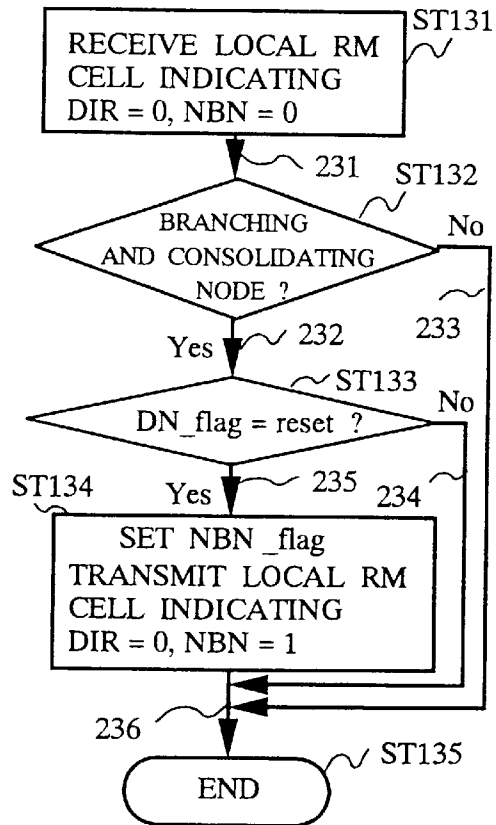 ST131
RECEIVE LOCAL RM
CELL INDICATING
DIR = 0, NBN = 0
231
ST132
BRANCHING
AND CONSOLIDATING
NODE ?
No
233
Yes
232
ST133
DN_flag = reset ?
No
234
Yes
235
ST134
SET NBN _flag
TRANSMIT LOCAL RM
CELL INDICATING
DIR = 0, NBN = 1
236
ST135
END